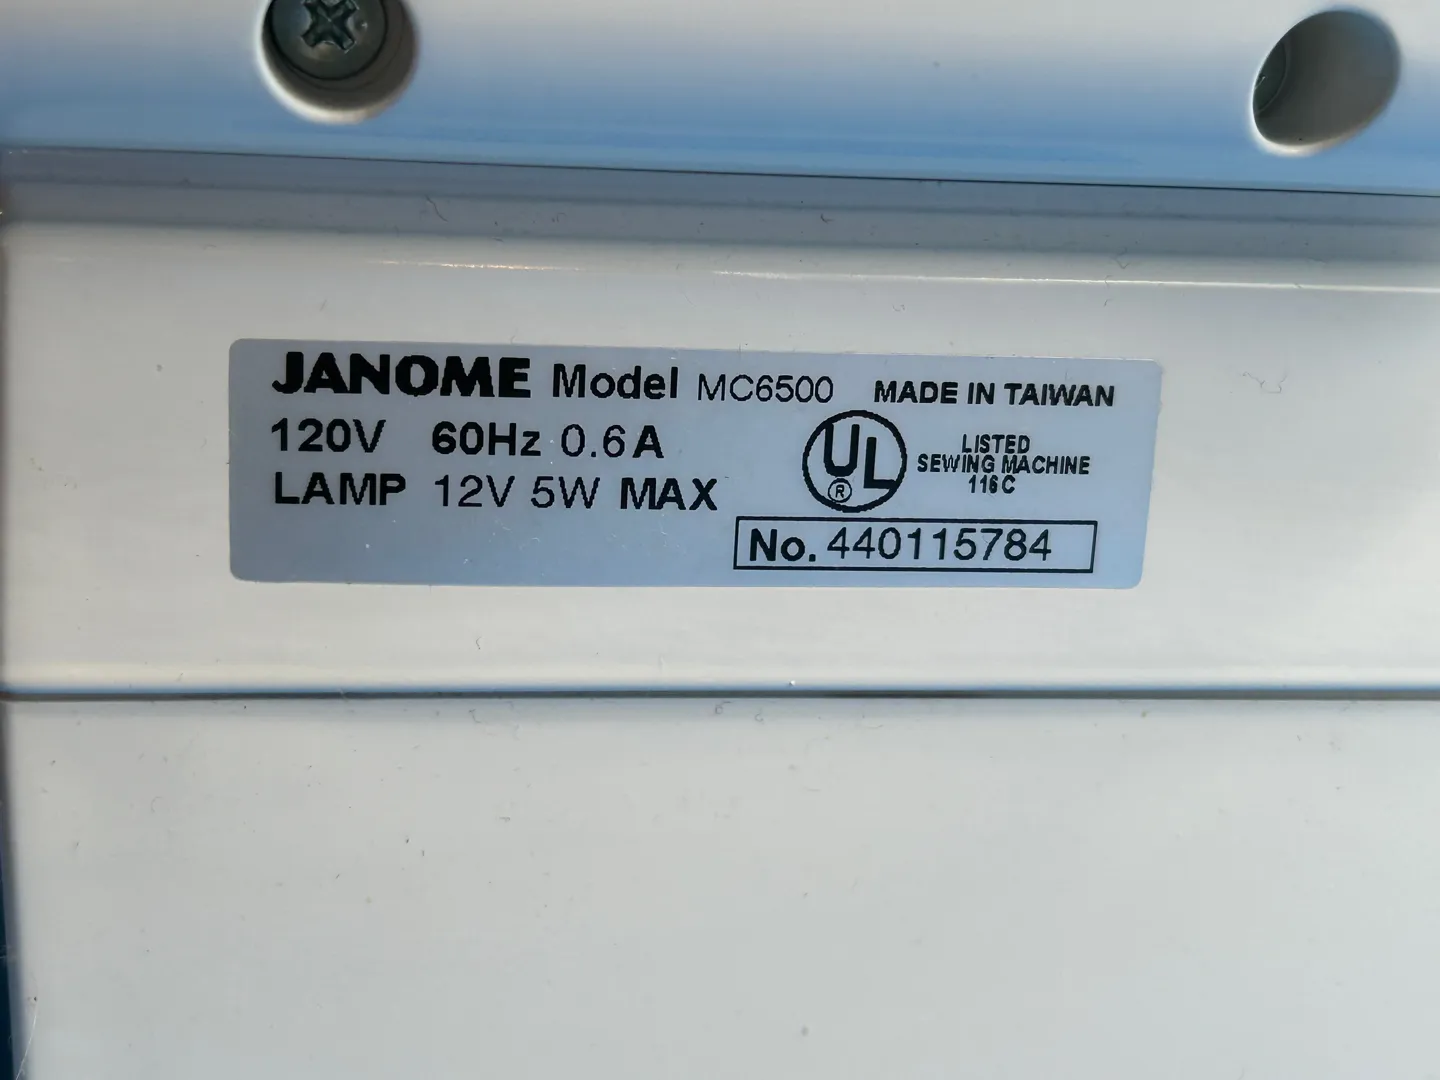 JANOME Model MC6500 MADE IN TAIWAN
120V 60Hz 0.6A
LAMP 12V 5W MAX
UL
®
LISTED
SEWING MACHINE
116C
No. 440115784